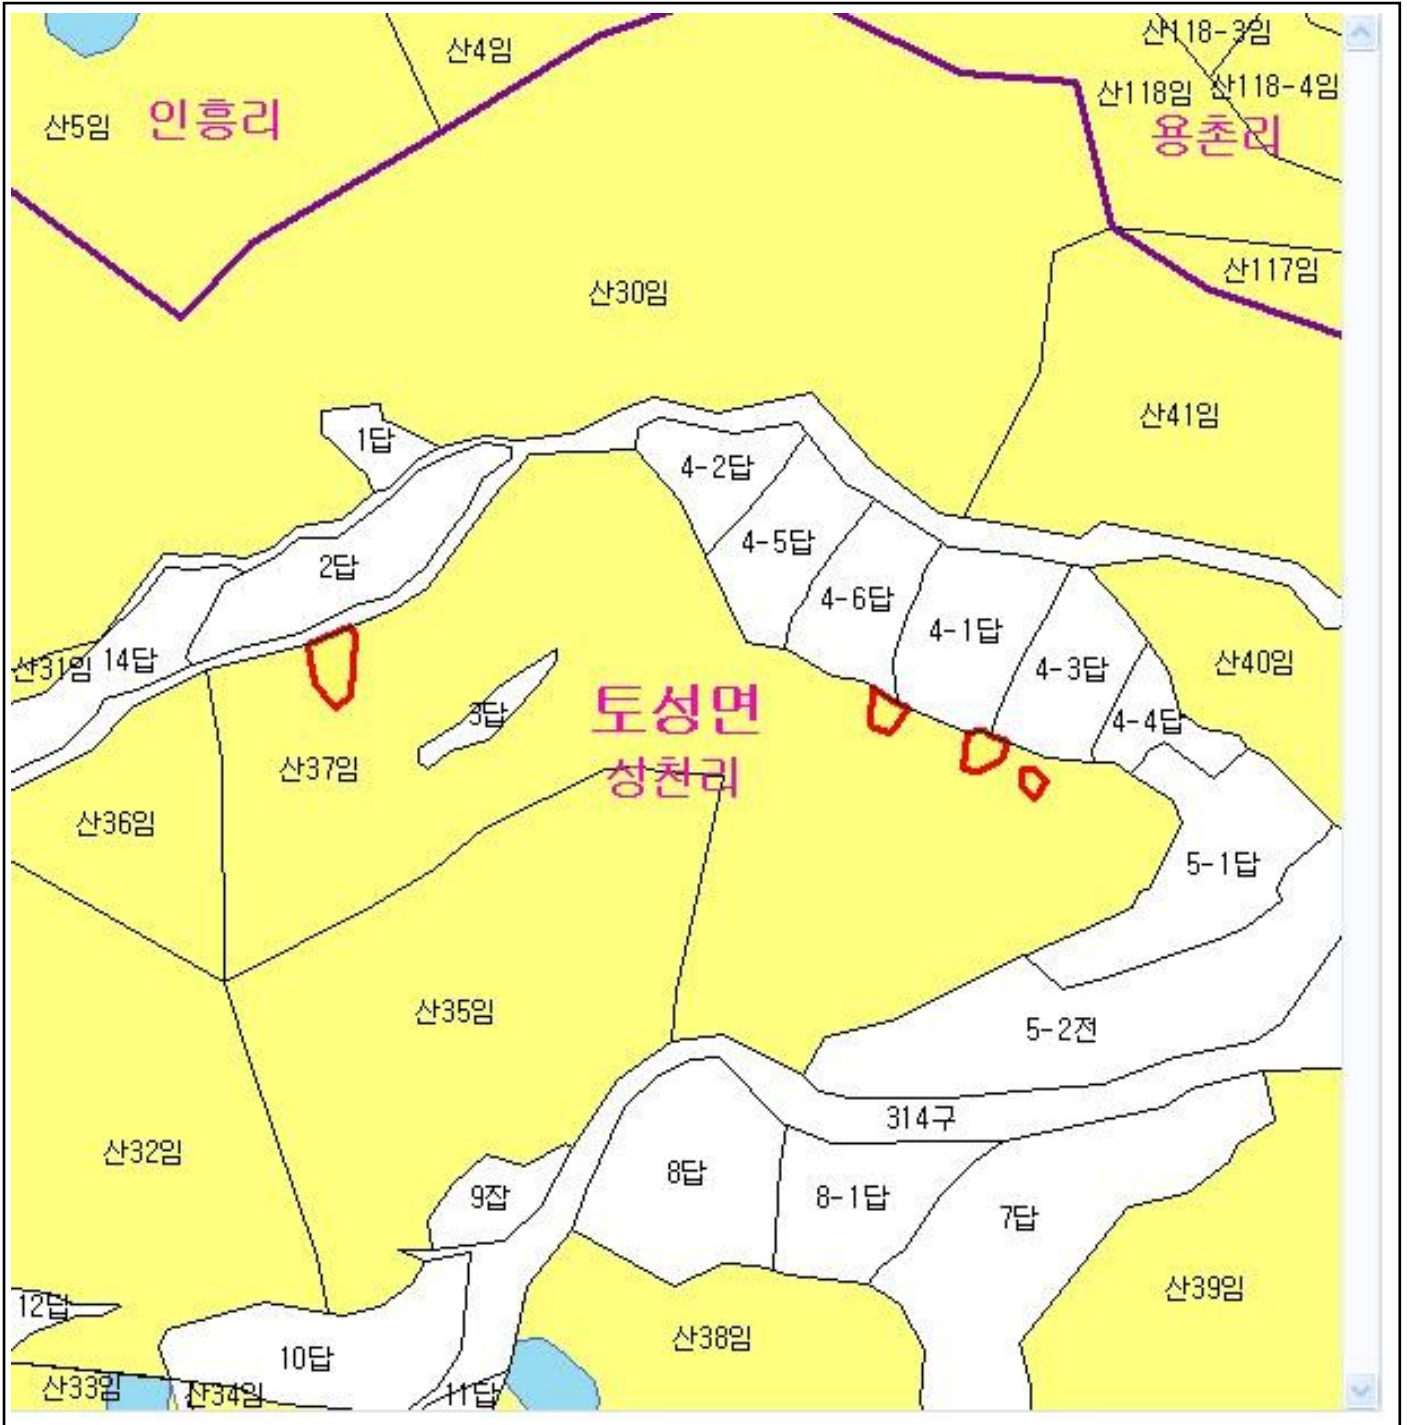 산118-3임
산4임
산118임
산118-4임
산5임
인흥리
용촌리
산117임
산30임
산41임
1답
4-2답
4-5답
2답
4-6답
4-1답
산31임
14답
4-3답
산40임
3답
토성면
4-4답
산37임
성천리
산36임
5-1답
산35임
5-2전
314구
산32임
8답
9잡
8-1답
7답
산39임
12답
산38임
10답
산33임
산34임
11답